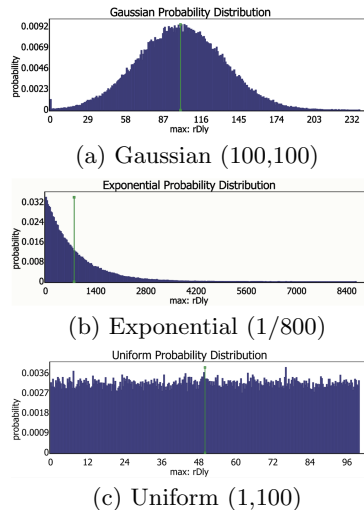 Gaussian Probability Distribution
0.0092
0.0069
0.0046
0.0023
0
probability
0 29 58 87 116 145 174 203 232
max: rDly
(a) Gaussian (100,100)
Exponential Probability Distribution
0.032
0.024
0.016
0.008
0
probability
0 1400 2800 4200 5600 7000 8400
max: rDly
(b) Exponential (1/800)
Uniform Probability Distribution
0.0036
0.0027
0.0018
0.0009
0
probability
0 12 24 36 48 60 72 84 96
max: rDly
(c) Uniform (1,100)